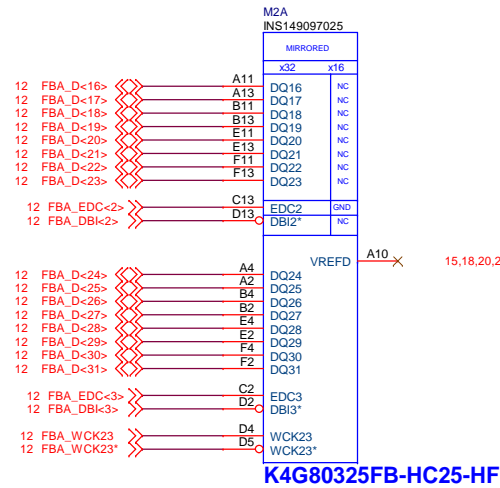 M2A
INS149097025
MIRRORED
x32 x16
12 FBA_D<16> A11 DQ16 NC
12 FBA_D<17> A13 DQ17 NC
12 FBA_D<18> B11 DQ18 NC
12 FBA_D<19> B13 DQ19 NC
12 FBA_D<20> E11 DQ20 NC
12 FBA_D<21> E13 DQ21 NC
12 FBA_D<22> F11 DQ22 NC
12 FBA_D<23> F13 DQ23 NC
12 FBA_EDC<2> C13 EDC2 GND
12 FBA_DBI<2> D13 DBI2* NC
VREFD A10 15,18,20,2
12 FBA_D<24> A4 DQ24
12 FBA_D<25> A2 DQ25
12 FBA_D<26> B4 DQ26
12 FBA_D<27> B2 DQ27
12 FBA_D<28> E4 DQ28
12 FBA_D<29> E2 DQ29
12 FBA_D<30> F4 DQ30
12 FBA_D<31> F2 DQ31
12 FBA_EDC<3> C2 EDC3
12 FBA_DBI<3> D2 DBI3*
12 FBA_WCK23 D4 WCK23
12 FBA_WCK23* D5 WCK23*
K4G80325FB-HC25-HF